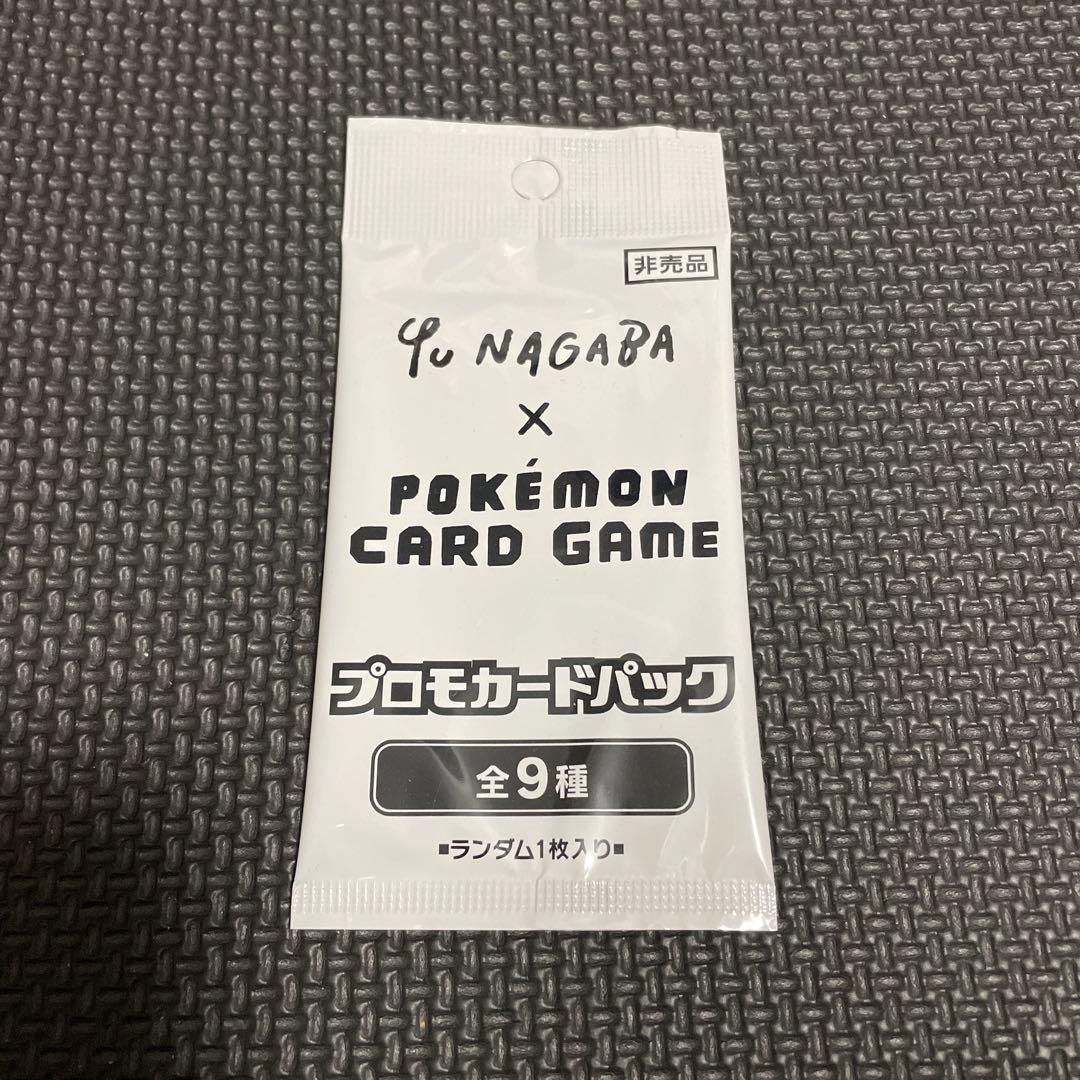 非売品
Yu NAGABA
×
POKÉMON
CARD GAME
プロモカードパック
全9種
■ランダム1枚入り■